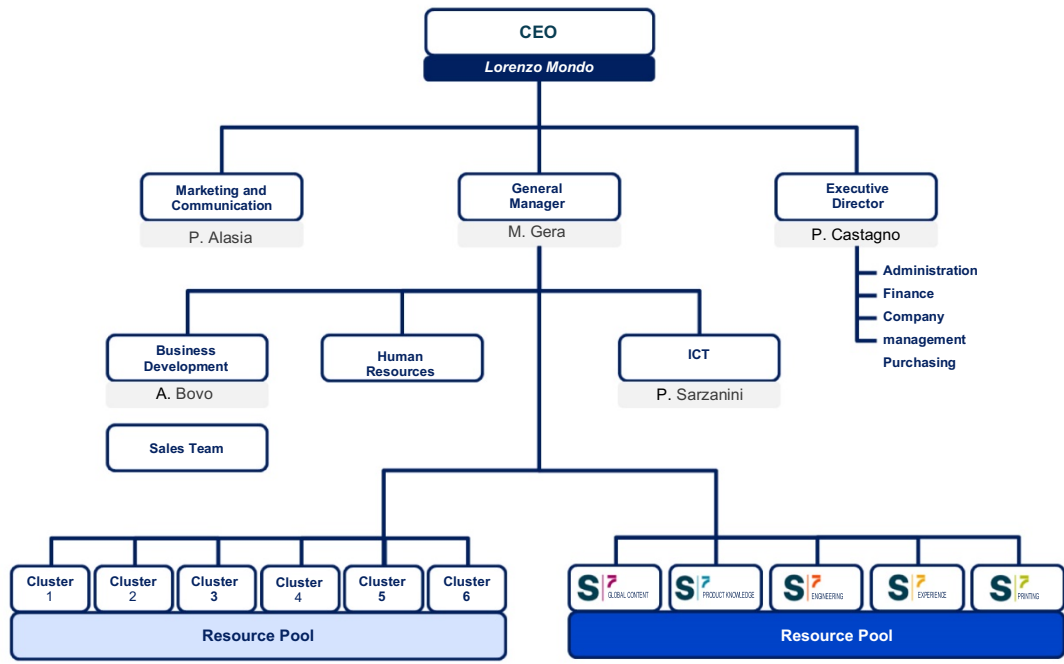 CEO
Lorenzo Mondo
Marketing and
Communication
P. Alasia
General
Manager
M. Gera
Executive
Director
P. Castagno
Administration
Finance
Company
management
Purchasing
Business
Development
A. Bovo
Human
Resources
ICT
P. Sarzanini
Sales Team
Cluster
1
Cluster
2
Cluster
3
Cluster
4
Cluster
5
Cluster
6
Resource Pool
S7 GLOBAL CONTENT
S7 PRODUCT KNOWLEDGE
S7 ENGINEERING
S7 EXPERIENCE
S7 PRINTING
Resource Pool